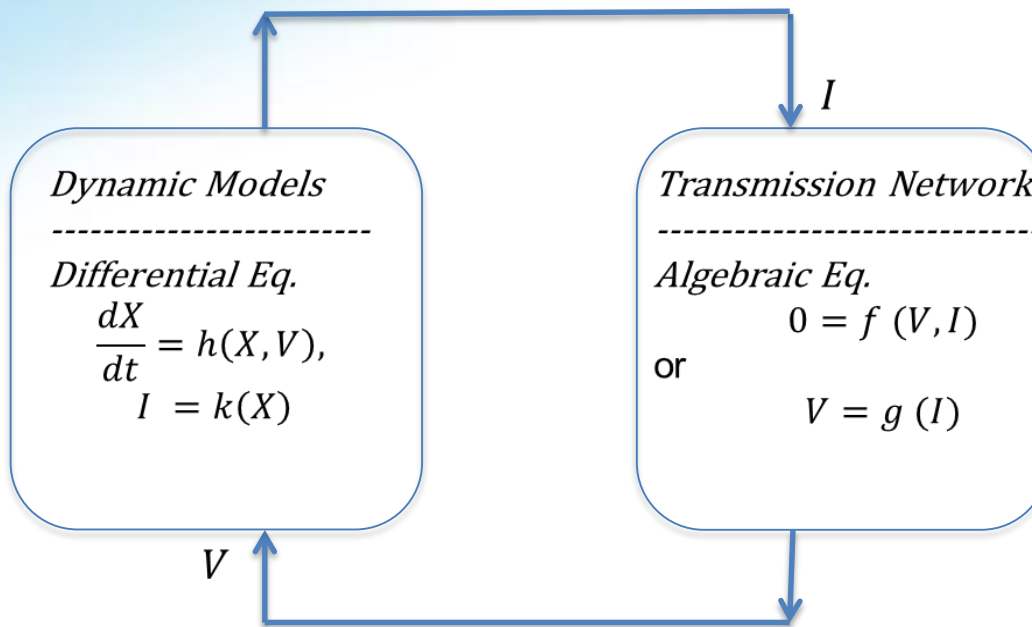 I
Dynamic Models
-------------------------
Differential Eq.
dX/dt = h(X, V),
I = k(X)
Transmission Network
------------------------------
Algebraic Eq.
0 = f (V, I)
or
V = g (I)
V